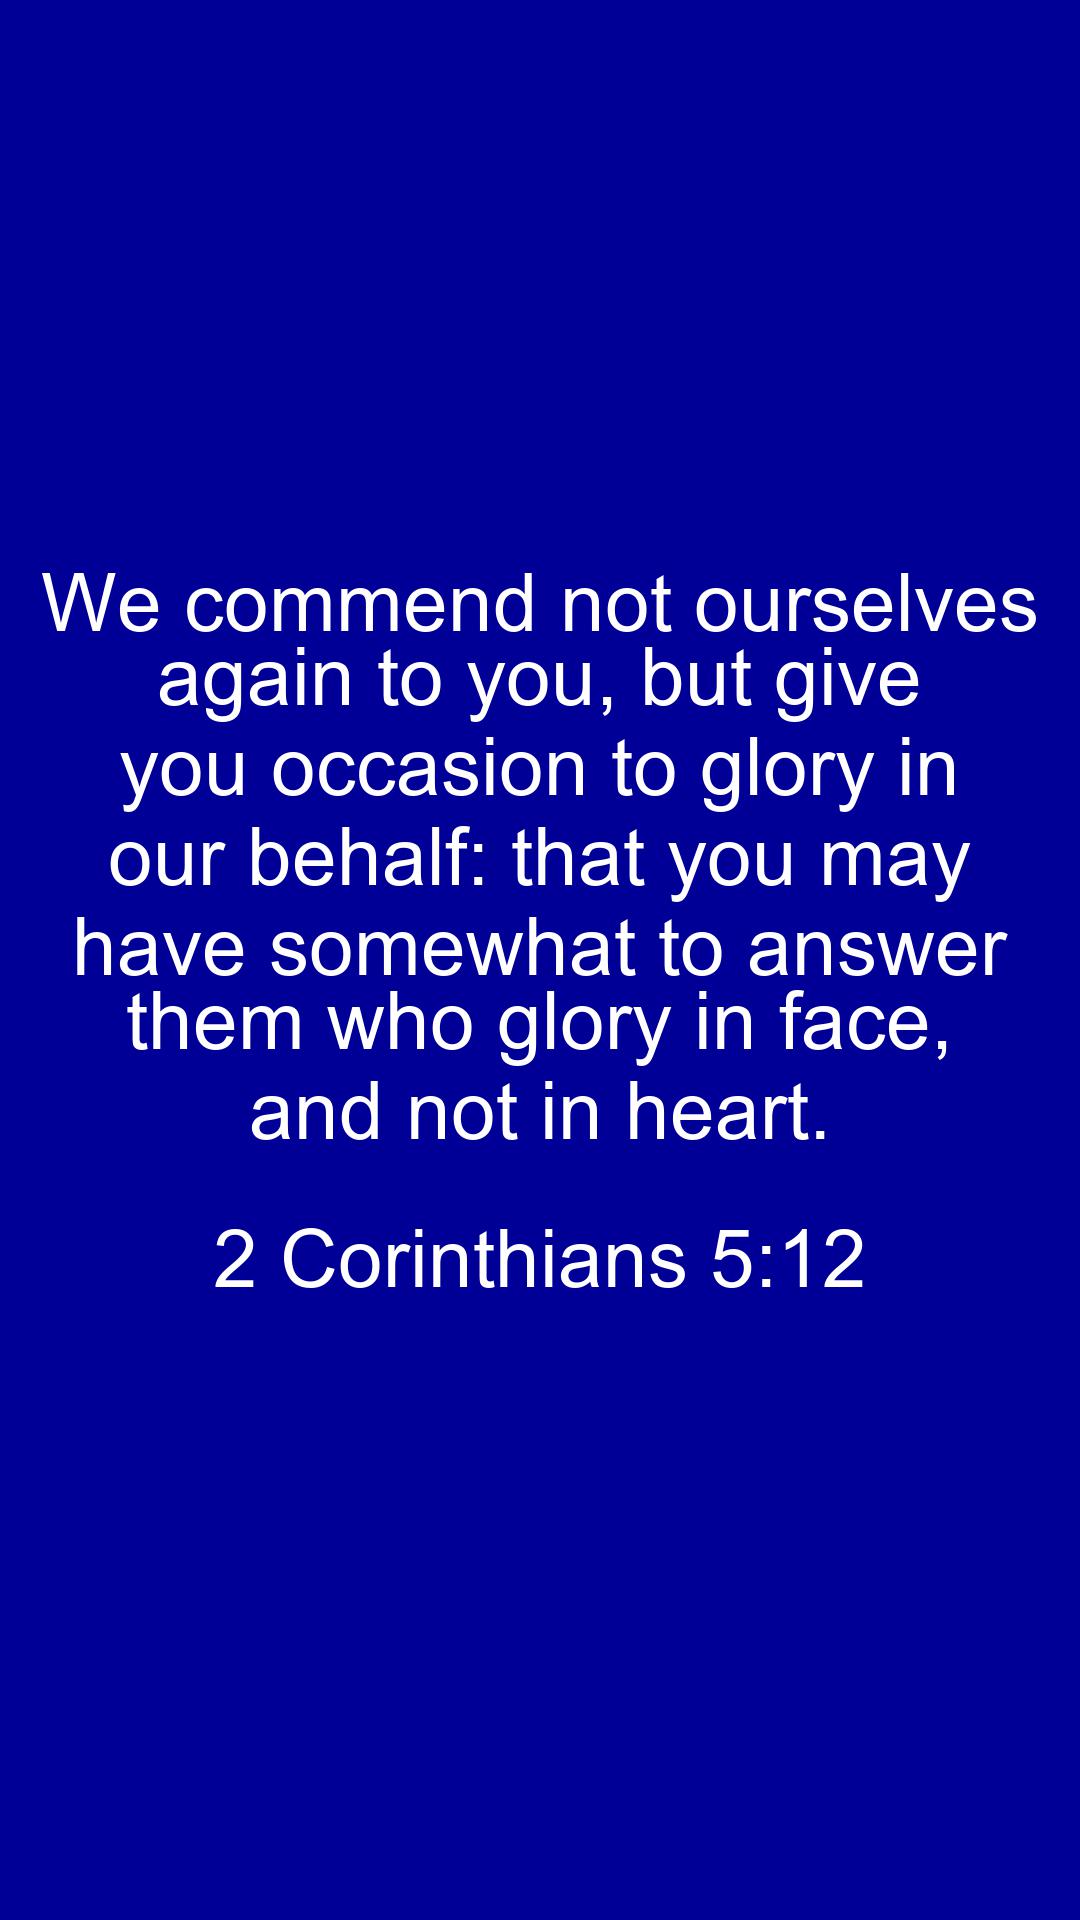 We commend not ourselves
again to you, but give
you occasion to glory in
our behalf: that you may
have somewhat to answer
them who glory in face,
and not in heart.
2 Corinthians 5:12